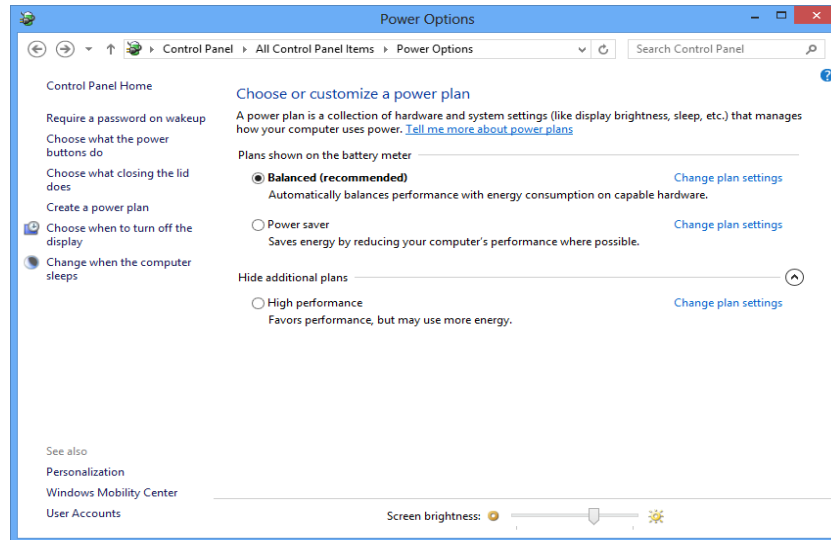 Power Options
Control Panel ▸ All Control Panel Items ▸ Power Options
Search Control Panel
Control Panel Home
Require a password on wakeup
Choose what the power
buttons do
Choose what closing the lid
does
Create a power plan
Choose when to turn off the
display
Change when the computer
sleeps
See also
Personalization
Windows Mobility Center
User Accounts
Choose or customize a power plan
A power plan is a collection of hardware and system settings (like display brightness, sleep, etc.) that manages
how your computer uses power. Tell me more about power plans
Plans shown on the battery meter
Balanced (recommended) Change plan settings
Automatically balances performance with energy consumption on capable hardware.
Power saver Change plan settings
Saves energy by reducing your computer's performance where possible.
Hide additional plans
High performance Change plan settings
Favors performance, but may use more energy.
Screen brightness: